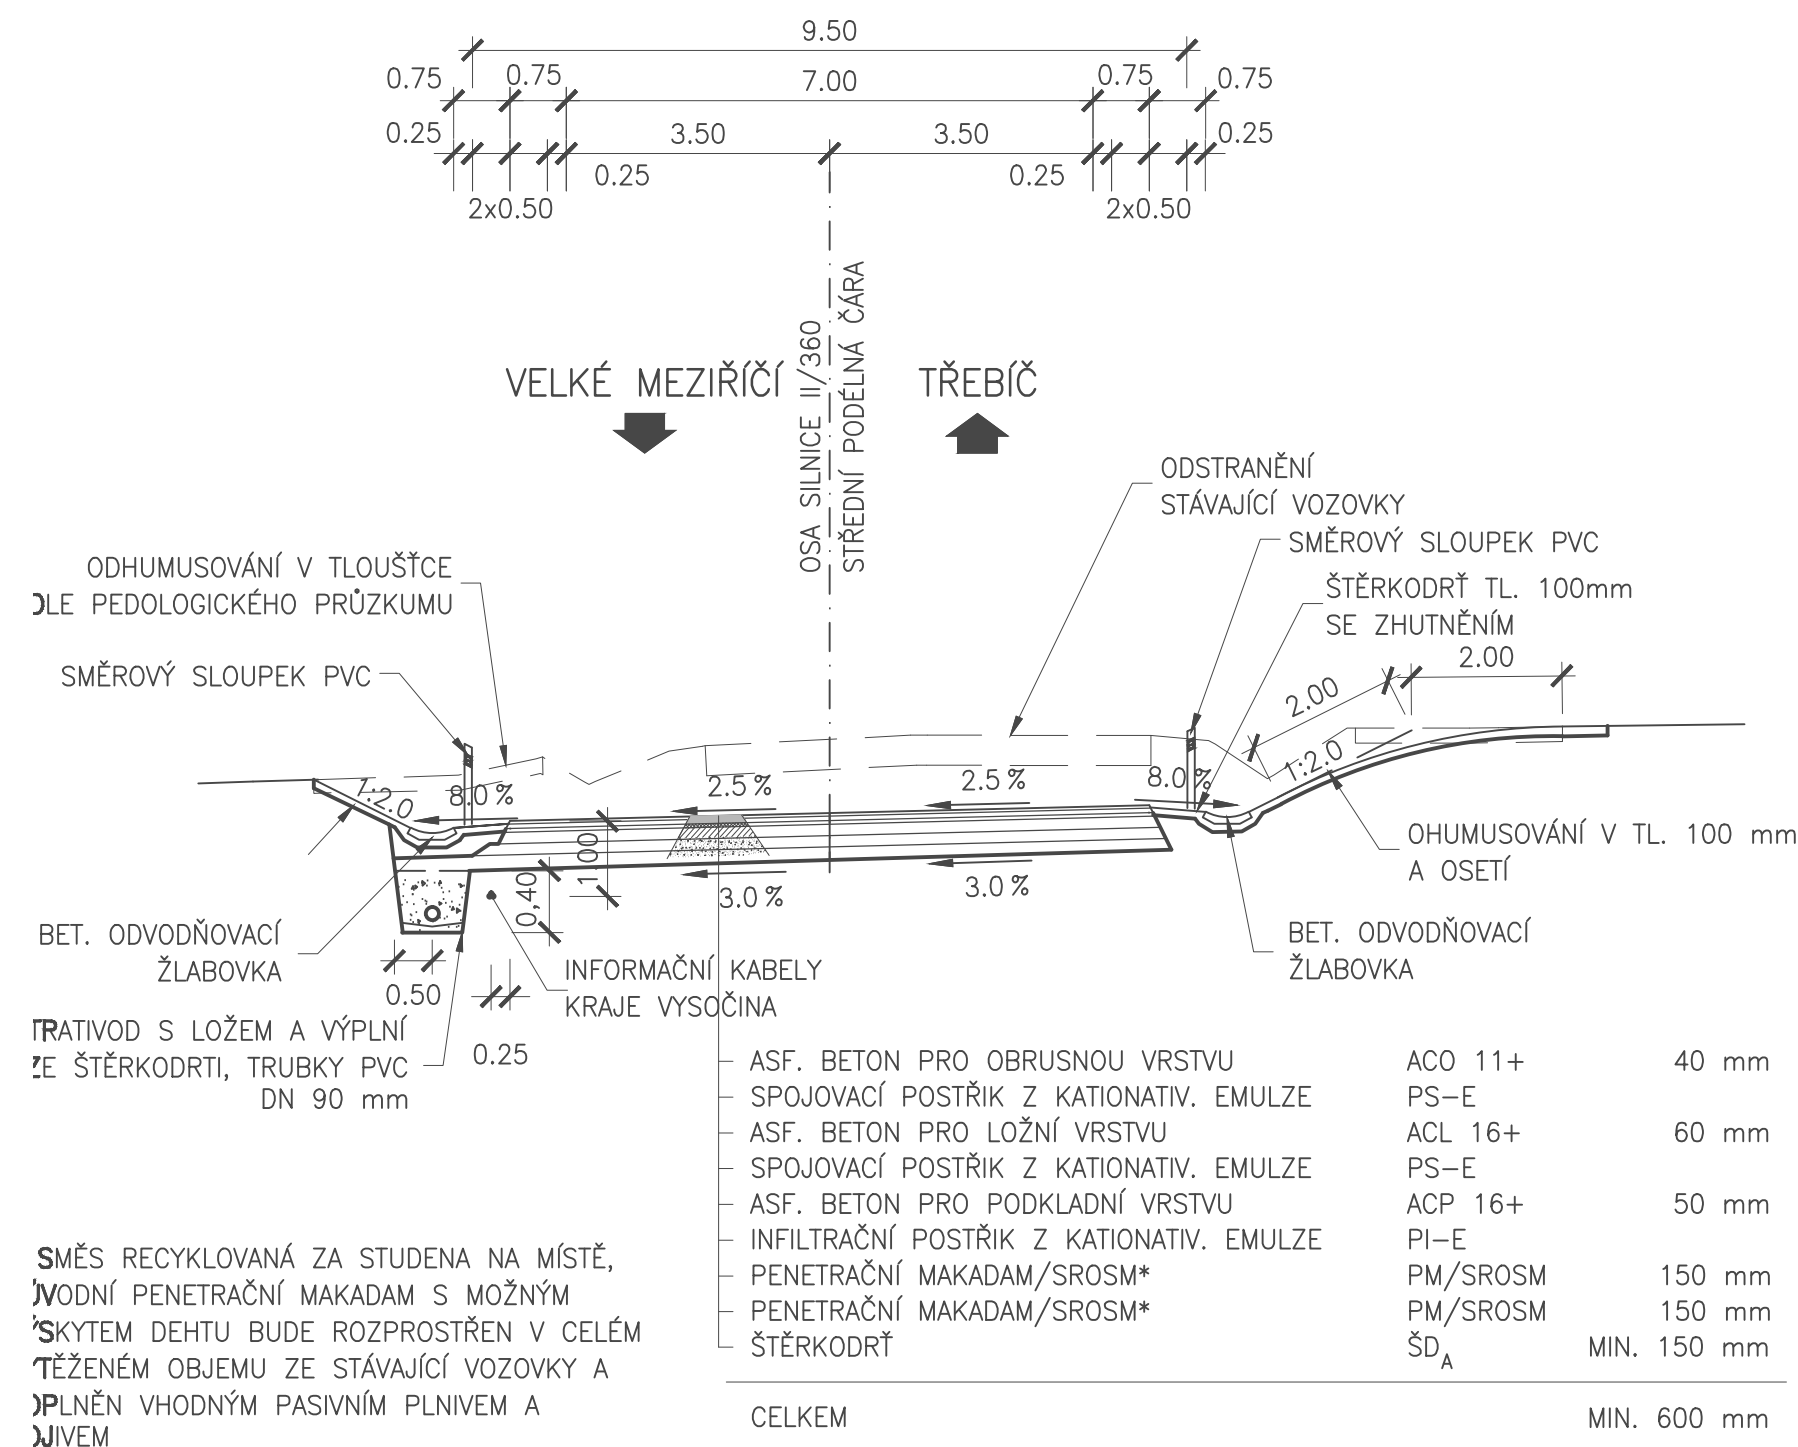 9.50
0.75 0.75 7.00 0.75 0.75
0.25 3.50 3.50 0.25
0.25 0.25
2x0.50 2x0.50
OSA SILNICE II/360
STŘEDNÍ PODÉLNÁ ČÁRA
VELKÉ MEZIŘÍČÍ TŘEBÍČ
ODSTRANĚNÍ
STÁVAJÍCÍ VOZOVKY
SMĚROVÝ SLOUPEK PVC
ŠTĚRKODRŤ TL. 100mm
SE ZHUTNĚNÍM
ODHUMUSOVÁNÍ V TLOUŠŤCE
DLE PEDOLOGICKÉHO PRŮZKUMU
SMĚROVÝ SLOUPEK PVC
2.00 2.00
1:2.0 8.0% 2.5% 2.5% 8.0% 1:2.0
1.00
0,40
3.0% 3.0%
OHUMUSOVÁNÍ V TL. 100 mm
A OSETÍ
BET. ODVODŇOVACÍ
ŽLABOVKA
BET. ODVODŇOVACÍ
ŽLABOVKA
INFORMAČNÍ KABELY
KRAJE VYSOČINA
0.50
0.25
TRATIVOD S LOŽEM A VÝPLNÍ
ZE ŠTĚRKODRTI, TRUBKY PVC
DN 90 mm
ASF. BETON PRO OBRUSNOU VRSTVU ACO 11+ 40 mm
SPOJOVACÍ POSTŘIK Z KATIONATIV. EMULZE PS-E
ASF. BETON PRO LOŽNÍ VRSTVU ACL 16+ 60 mm
SPOJOVACÍ POSTŘIK Z KATIONATIV. EMULZE PS-E
ASF. BETON PRO PODKLADNÍ VRSTVU ACP 16+ 50 mm
INFILTRAČNÍ POSTŘIK Z KATIONATIV. EMULZE PI-E
PENETRAČNÍ MAKADAM/SROSM* PM/SROSM 150 mm
PENETRAČNÍ MAKADAM/SROSM* PM/SROSM 150 mm
ŠTĚRKODRŤ ŠDA MIN. 150 mm
CELKEM MIN. 600 mm
SMĚS RECYKLOVANÁ ZA STUDENA NA MÍSTĚ,
PENETRAČNÍ MAKADAM S MOŽNÝM
DEHTU BUDE ROZPROSTŘEN V CELÉM
OBJEMU ZE STÁVAJÍCÍ VOZOVKY A
VHODNÝM PASIVNÍM PLNIVEM A